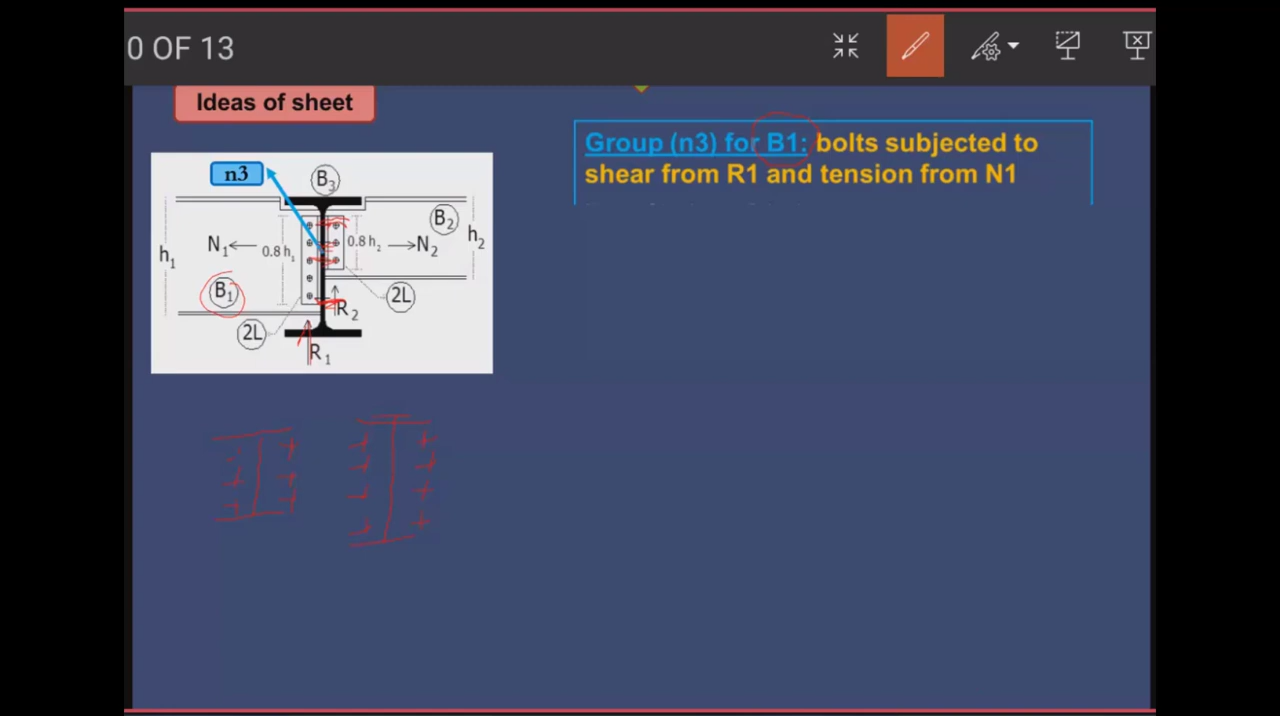 0 OF 13
Ideas of sheet
Group (n3) for B1: bolts subjected to
shear from R1 and tension from N1
n3
B3
B2
N1
0.8 h1
0.8 h2
N2
h1
h2
B1
2L
R2
2L
R1